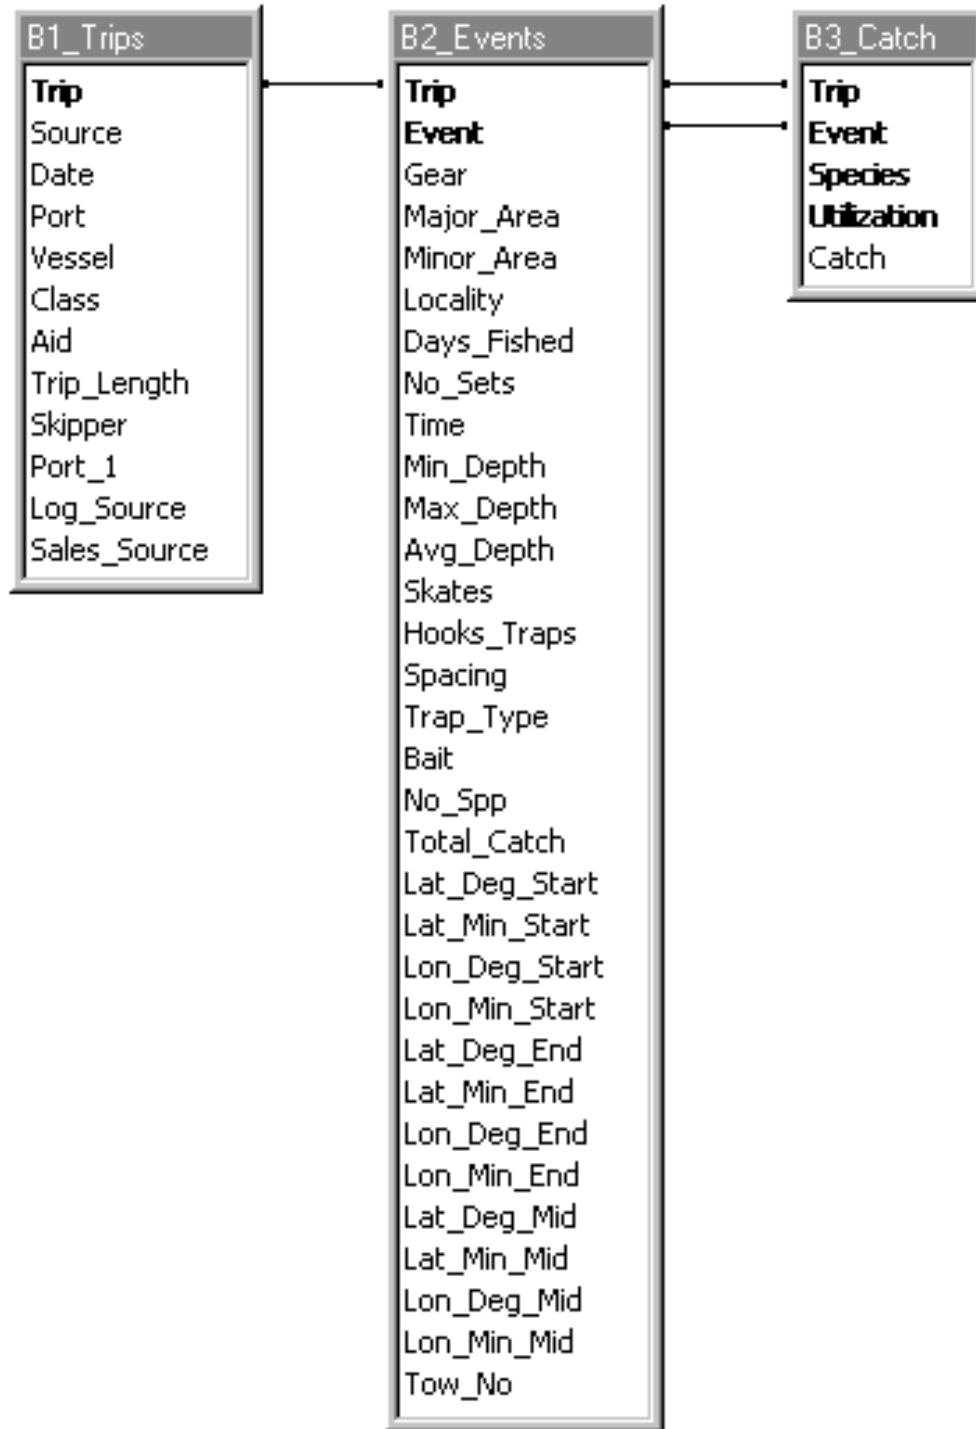 B1_Trips
Trip
Source
Date
Port
Vessel
Class
Aid
Trip_Length
Skipper
Port_1
Log_Source
Sales_Source
B2_Events
Trip
Event
Gear
Major_Area
Minor_Area
Locality
Days_Fished
No_Sets
Time
Min_Depth
Max_Depth
Avg_Depth
Skates
Hooks_Traps
Spacing
Trap_Type
Bait
No_Spp
Total_Catch
Lat_Deg_Start
Lat_Min_Start
Lon_Deg_Start
Lon_Min_Start
Lat_Deg_End
Lat_Min_End
Lon_Deg_End
Lon_Min_End
Lat_Deg_Mid
Lat_Min_Mid
Lon_Deg_Mid
Lon_Min_Mid
Tow_No
B3_Catch
Trip
Event
Species
Utilization
Catch